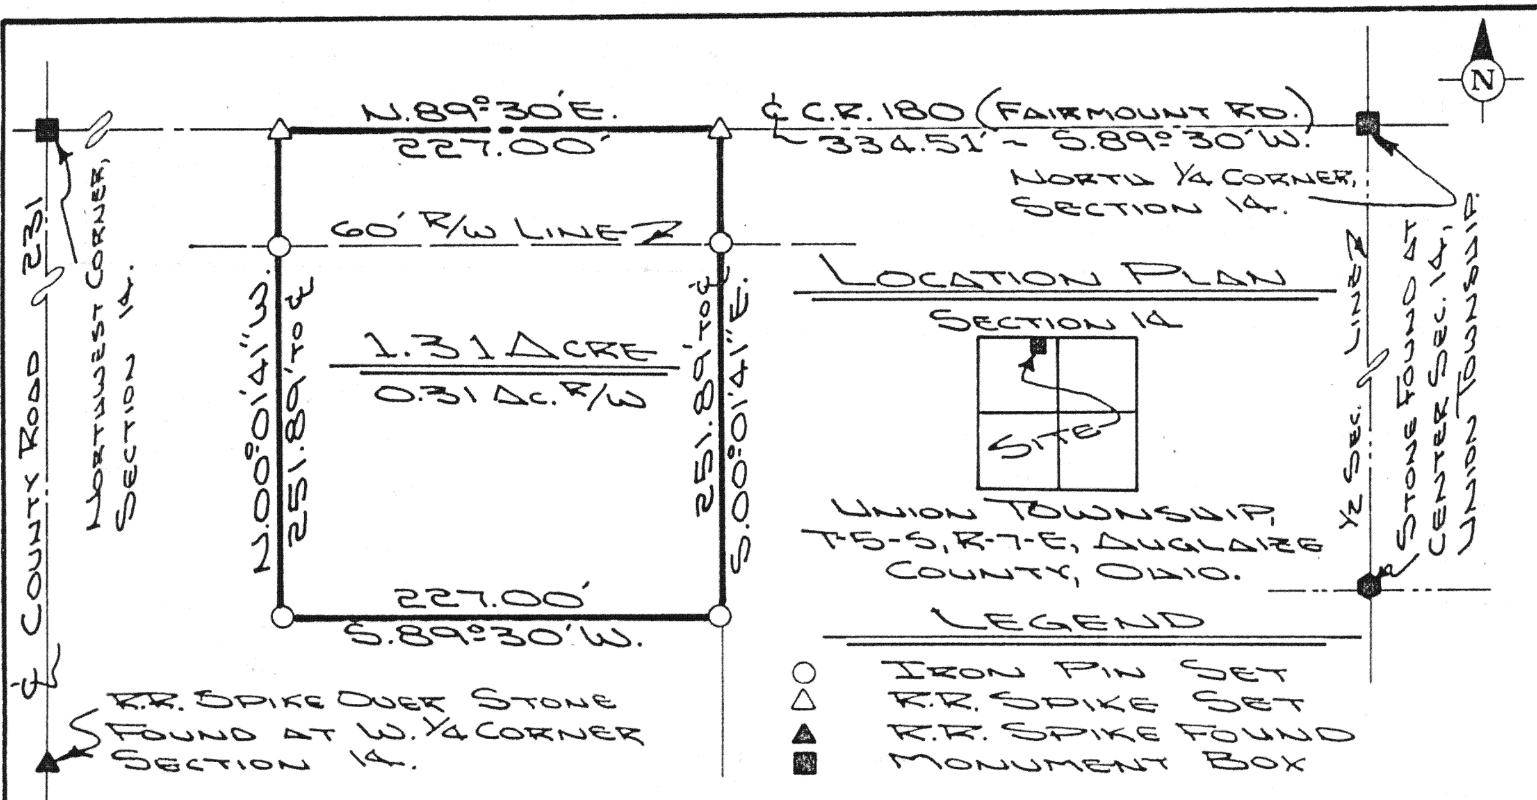 N
N. 89° 30' E.
227.00'
℄ C.R. 180 (FAIRMOUNT RD.)
334.51' ~ S. 89° 30' W.
NORTH 1/4 CORNER,
SECTION 14.
60' R/W LINE
℄ COUNTY ROAD 231
NORTHWEST CORNER,
SECTION 14.
N. 00° 01' 41" W.
251.89' TO ℄
1.31 ACRE
0.31 AC. R/W
251.89' TO ℄
S. 00° 01' 41" E.
227.00'
S. 89° 30' W.
LOCATION PLAN
SECTION 14
SITE
UNION TOWNSHIP,
T-5-S, R-7-E, AUGLAIZE
COUNTY, OHIO.
1/2 SEC. LINE
STONE FOUND AT
CENTER SEC. 14,
UNION TOWNSHIP.
LEGEND
IRON PIN SET
R.R. SPIKE SET
R.R. SPIKE FOUND
MONUMENT BOX
R.R. SPIKE OVER STONE
FOUND AT W. 1/4 CORNER
SECTION 14.